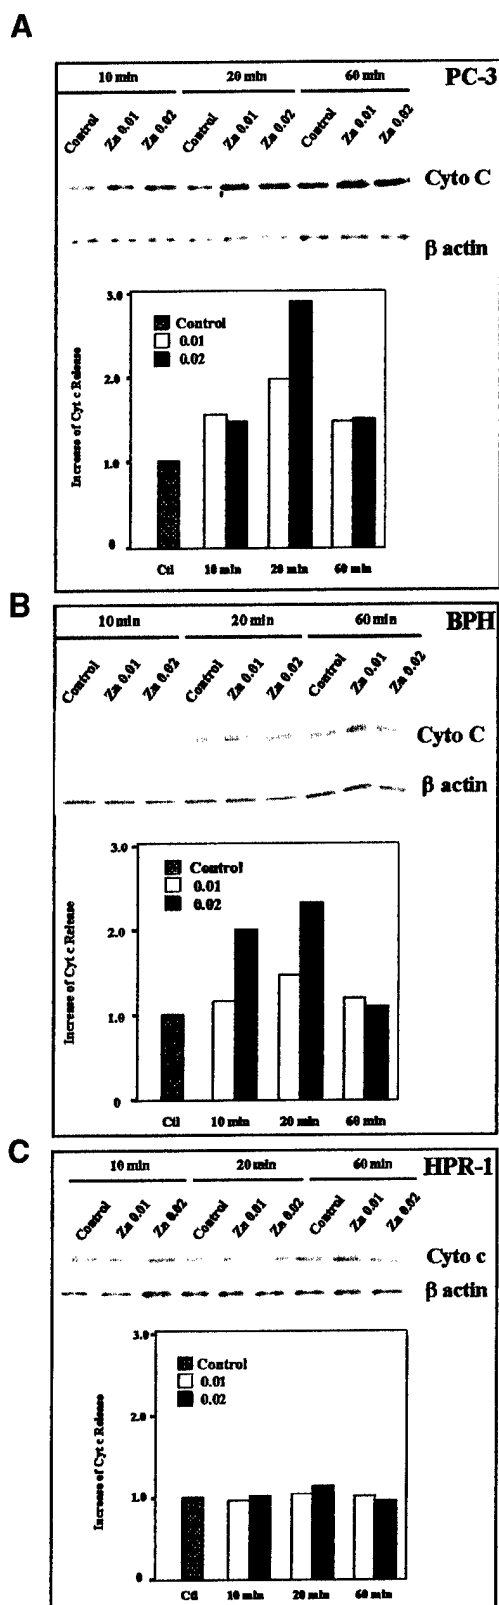 A
10 min 20 min 60 min PC-3
Control Zn 0.01 Zn 0.02 Control Zn 0.01 Zn 0.02 Control Zn 0.01 Zn 0.02
Cyto C
β actin
3.0
2.0
1.0
0
Increase of Cyt c Release
Control
0.01
0.02
Ctl 10 min 20 min 60 min
B
10 min 20 min 60 min BPH
Control Zn 0.01 Zn 0.02 Control Zn 0.01 Zn 0.02 Control Zn 0.01 Zn 0.02
Cyto C
β actin
3.0
2.0
1.0
0
Increase of Cyt c Release
Control
0.01
0.02
Ctl 10 min 20 min 60 min
C
10 min 20 min 60 min HPR-1
Control Zn 0.01 Zn 0.02 Control Zn 0.01 Zn 0.02 Control Zn 0.01 Zn 0.02
Cyto c
β actin
3.0
2.0
1.0
0
Increase of Cyt c Release
Control
0.01
0.02
Ctl 10 min 20 min 60 min